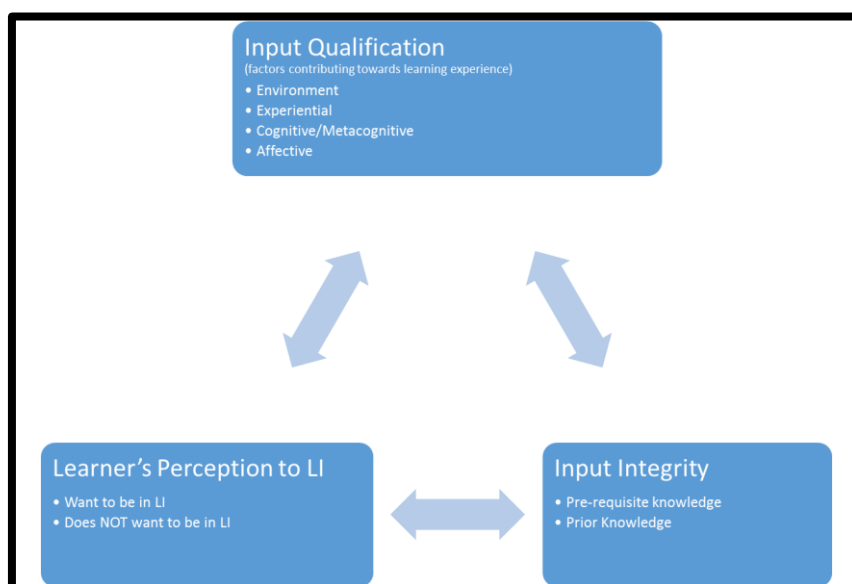 Input Qualification
(factors contributing towards learning experience)
• Environment
• Experiential
• Cognitive/Metacognitive
• Affective
Learner’s Perception to LI
• Want to be in LI
• Does NOT want to be in LI
Input Integrity
• Pre-requisite knowledge
• Prior Knowledge